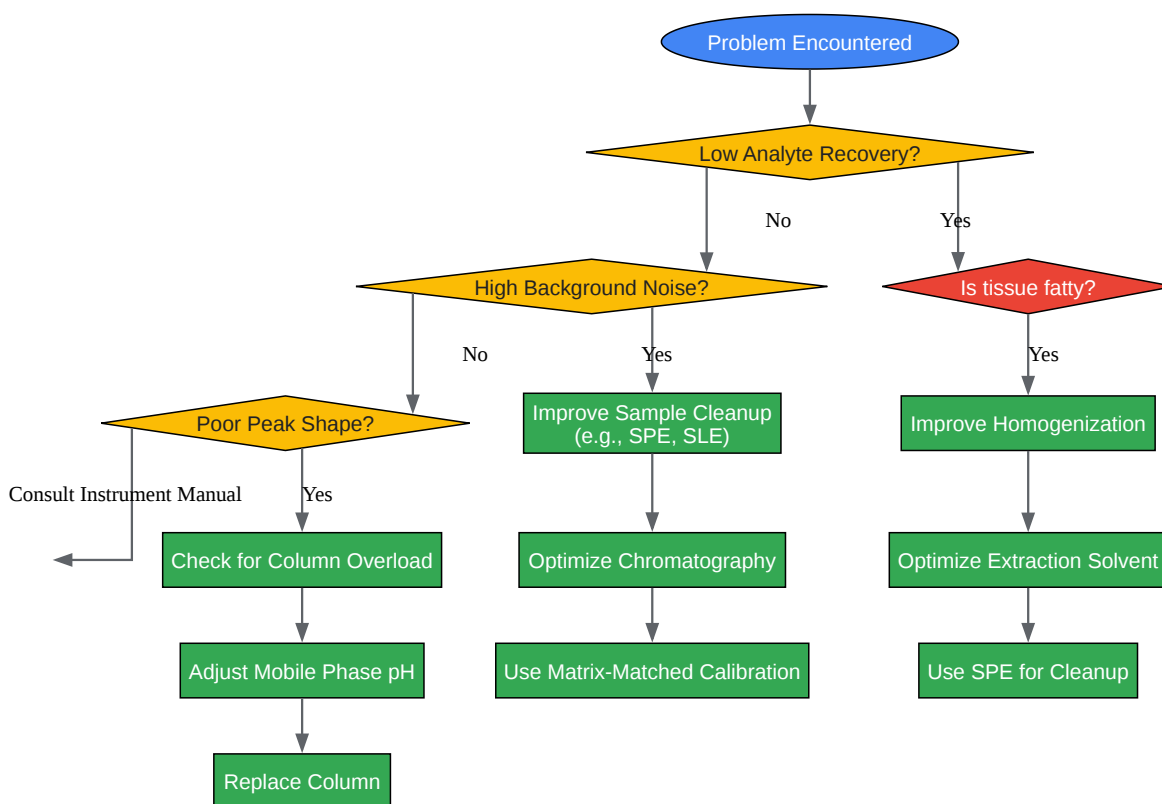 Problem Encountered
Low Analyte Recovery?
No
Yes
High Background Noise?
Is tissue fatty?
No
Yes
Yes
Poor Peak Shape?
Improve Sample Cleanup
(e.g., SPE, SLE)
Improve Homogenization
Consult Instrument Manual
Yes
Check for Column Overload
Optimize Chromatography
Optimize Extraction Solvent
Adjust Mobile Phase pH
Use Matrix-Matched Calibration
Use SPE for Cleanup
Replace Column